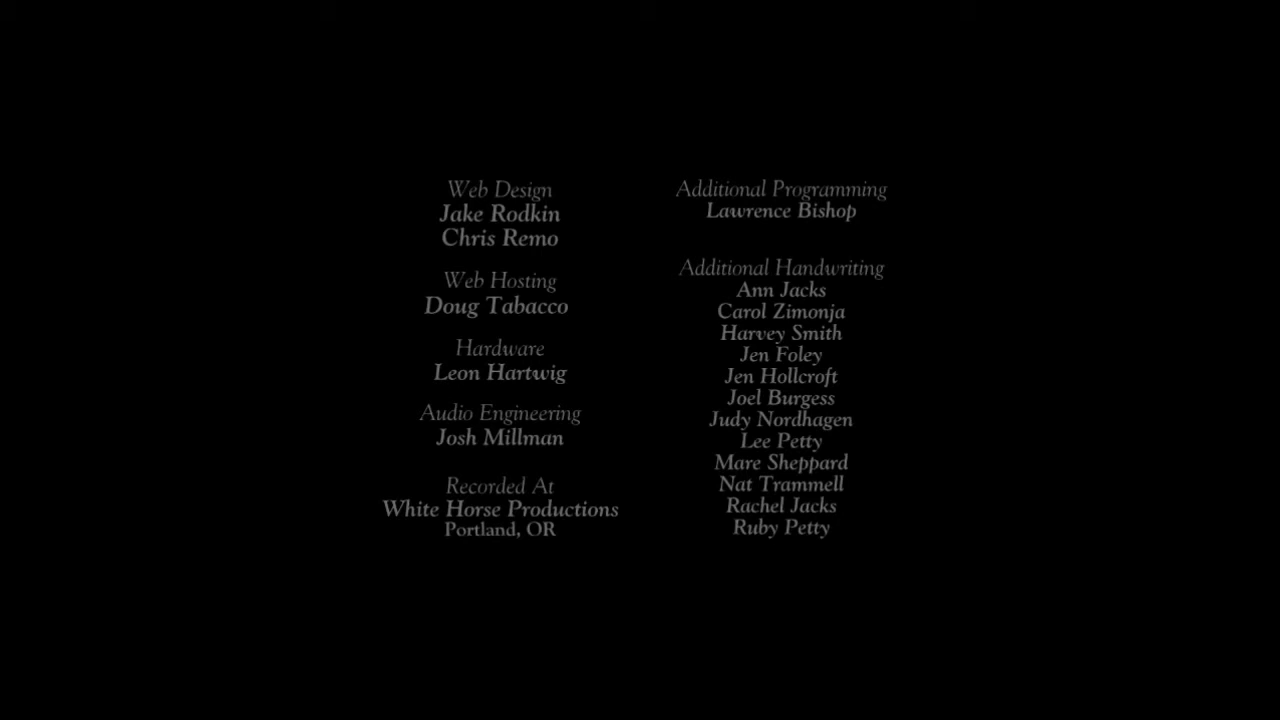 Web Design
Jake Rodkin
Chris Remo
Web Hosting
Doug Tabacco
Hardware
Leon Hartwig
Audio Engineering
Josh Millman
Recorded At
White Horse Productions
Portland, OR
Additional Programming
Lawrence Bishop
Additional Handwriting
Ann Jacks
Carol Zimonja
Harvey Smith
Jen Foley
Jen Hollcroft
Joel Burgess
Judy Nordhagen
Lee Petty
Mare Sheppard
Nat Trammell
Rachel Jacks
Ruby Petty